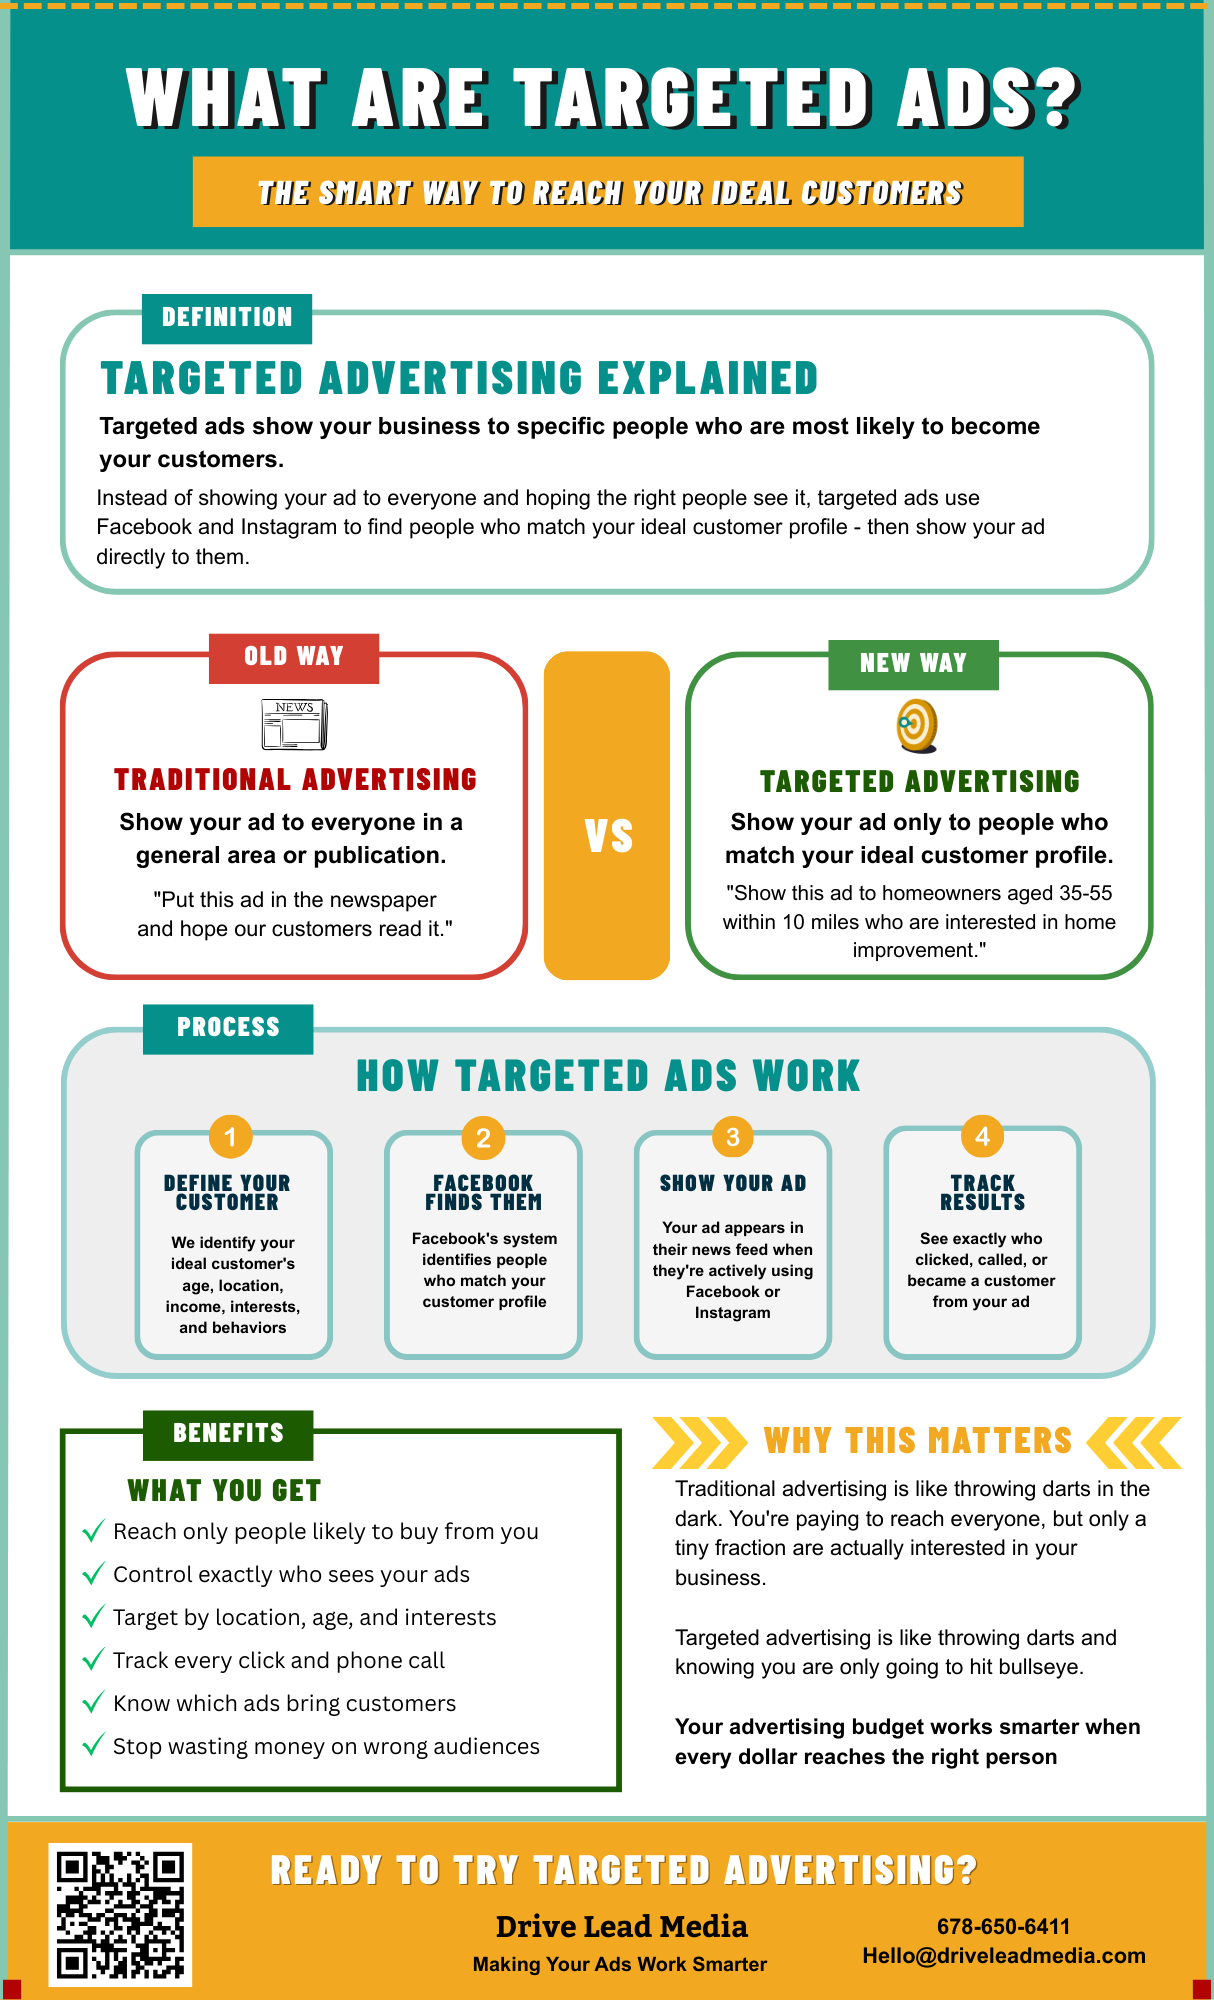 WHAT ARE TARGETED ADS?
THE SMART WAY TO REACH YOUR IDEAL CUSTOMERS
DEFINITION
TARGETED ADVERTISING EXPLAINED
Targeted ads show your business to specific people who are most likely to become
your customers.
Instead of showing your ad to everyone and hoping the right people see it, targeted ads use
Facebook and Instagram to find people who match your ideal customer profile - then show your ad
directly to them.
OLD WAY
NEWS
TRADITIONAL ADVERTISING
Show your ad to everyone in a
general area or publication.
"Put this ad in the newspaper
and hope our customers read it."
VS
NEW WAY
TARGETED ADVERTISING
Show your ad only to people who
match your ideal customer profile.
"Show this ad to homeowners aged 35-55
within 10 miles who are interested in home
improvement."
PROCESS
HOW TARGETED ADS WORK
1
DEFINE YOUR
CUSTOMER
We identify your
ideal customer's
age, location,
income, interests,
and behaviors
2
FACEBOOK
FINDS THEM
Facebook's system
identifies people
who match your
customer profile
3
SHOW YOUR AD
Your ad appears in
their news feed when
they're actively using
Facebook or
Instagram
4
TRACK
RESULTS
See exactly who
clicked, called, or
became a customer
from your ad
BENEFITS
WHAT YOU GET
Reach only people likely to buy from you
Control exactly who sees your ads
Target by location, age, and interests
Track every click and phone call
Know which ads bring customers
Stop wasting money on wrong audiences
WHY THIS MATTERS
Traditional advertising is like throwing darts in the
dark. You're paying to reach everyone, but only a
tiny fraction are actually interested in your
business.
Targeted advertising is like throwing darts and
knowing you are only going to hit bullseye.
Your advertising budget works smarter when
every dollar reaches the right person
READY TO TRY TARGETED ADVERTISING?
Drive Lead Media
Making Your Ads Work Smarter
678-650-6411
Hello@driveleadmedia.com